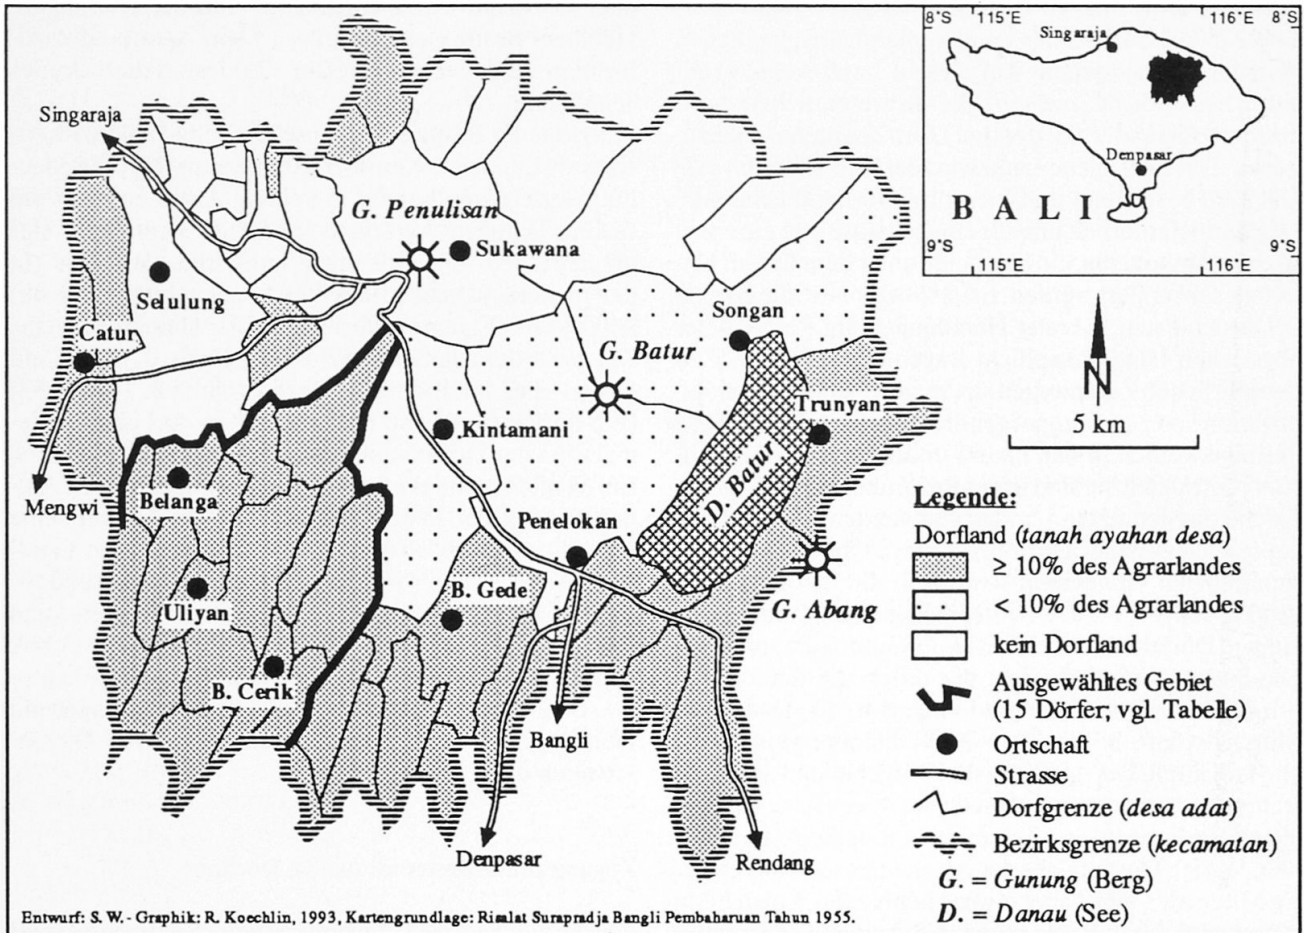 Singaraja
G. Penulisan
Sukawana
Selulung
Catur
Songan
G. Batur
Trunyan
Kintamani
D. Batur
Mengwi
Belanga
Penelokan
Uliyan
B. Gede
G. Abang
B. Cerik
Bangli
Denpasar
Rendang
8°S 115°E 116°E 8°S
Singaraja
Denpasar
BALI
9°S 9°S
115°E 116°E
N
5 km
Legende:
Dorfland (tanah ayahan desa)
≥ 10% des Agrarlandes
< 10% des Agrarlandes
kein Dorfland
Ausgewähltes Gebiet
(15 Dörfer; vgl. Tabelle)
Ortschaft
Strasse
Dorfgrenze (desa adat)
Bezirksgrenze (kecamatan)
G. = Gunung (Berg)
D. = Danau (See)
Entwurf: S. W. - Graphik: R. Koechlin, 1993, Kartengrundlage: Risalat Surapradja Bangli Pembaharuan Tahun 1955.